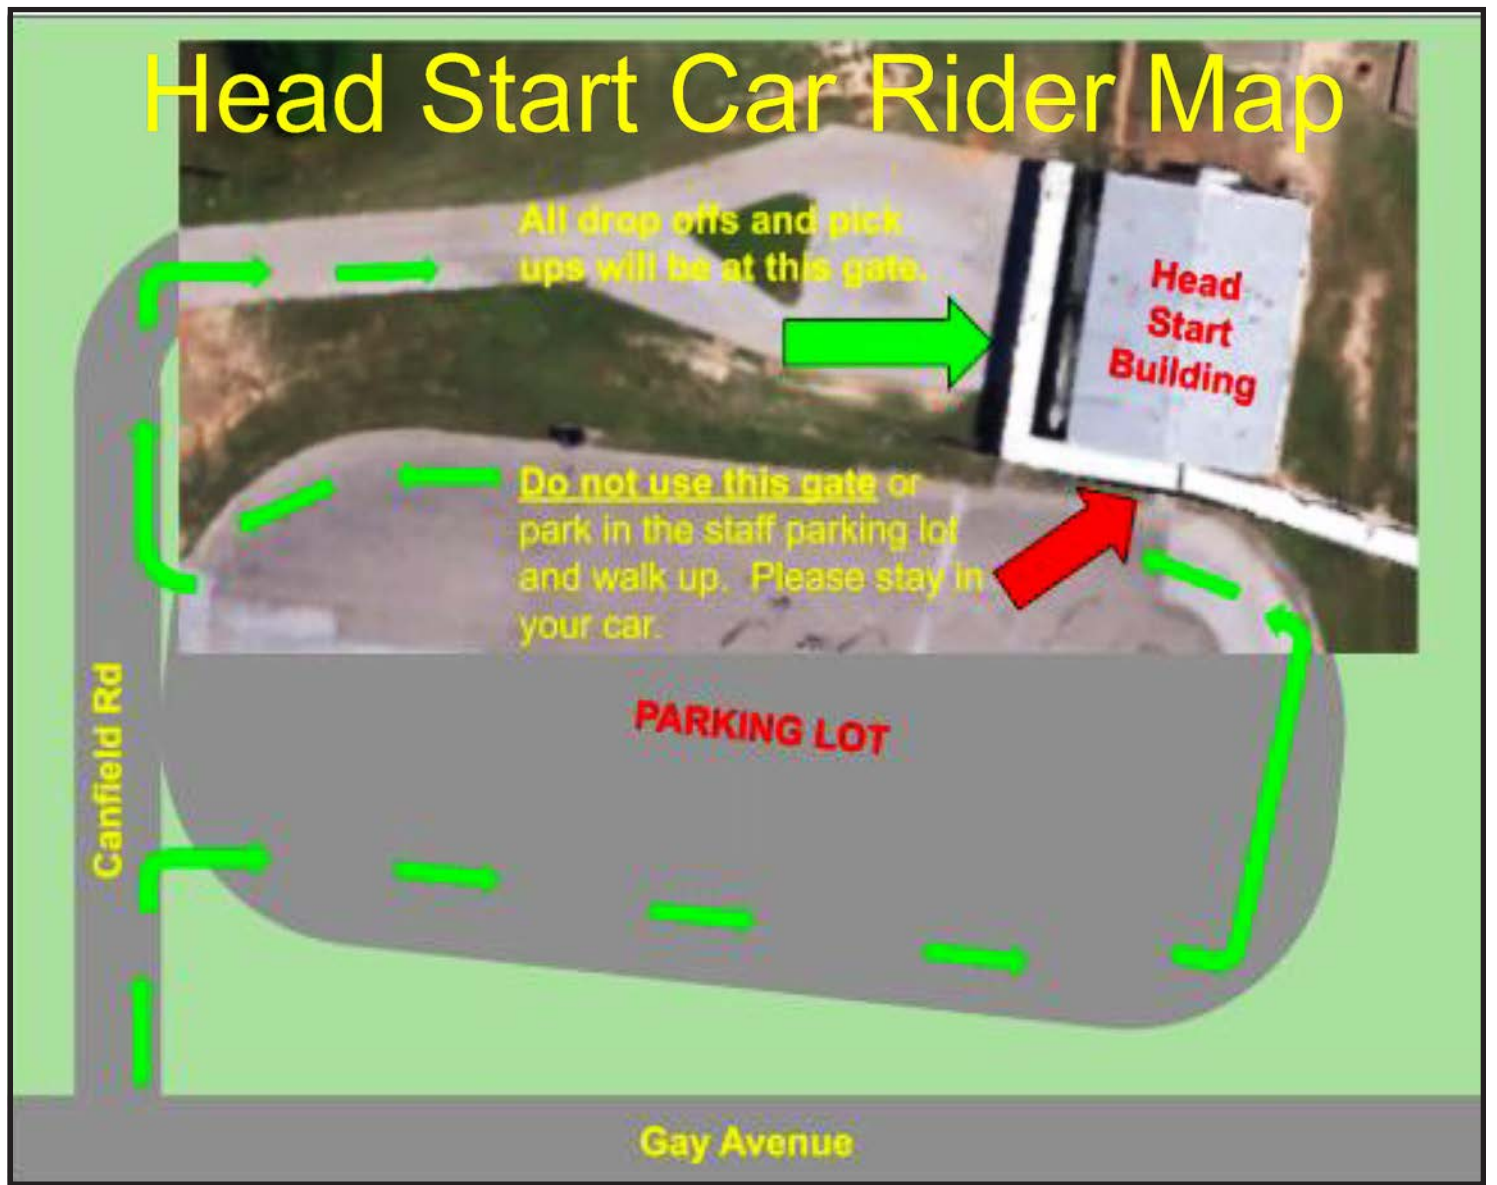 Head Start Car Rider Map
All drop offs and pick
ups will be at this gate.
Head
Start
Building
Do not use this gate or
park in the staff parking lot
and walk up. Please stay in
your car.
PARKING LOT
Canfield Rd
Gay Avenue